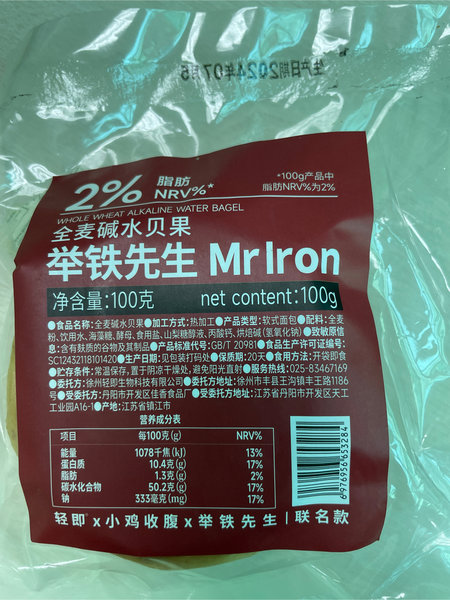 生产日期2024年07月
2% 脂肪 NRV%*
*100g产品中
脂肪NRV%为2%
WHOLE WHEAT ALKALINE WATER BAGEL
全麦碱水贝果
举铁先生 MrIron
净含量:100克 net content:100g
●食品名称:全麦碱水贝果●加工方式:热加工●产品类型:软式面包●配料:全麦
粉、饮用水、海藻糖、酵母、食用盐、山梨糖醇液、丙酸钙、烘焙碱(氢氧化钠)●致敏原信
息:含有麸质的谷物及其制品●产品标准代号:GB/T 20981●食品生产许可证编号:
SC12432118101420●生产日期:见包装打码处●保质期:20天●食用方法:开袋即食
●贮存条件:常温保存,置于阴凉干燥处,避免阳光直射●服务热线:025-83467169
●委托方:徐州轻即生物科技有限公司●委托方地址:徐州市丰县王沟镇丰王路1186
号●受委托方:丹阳市开发区佳香食品厂●受委托方地址:江苏省丹阳市开发区天工
工业园A16-1●产地:江苏省镇江市
营养成分表
项目 每100克(g) NRV%
能量 1078千焦(kJ) 13%
蛋白质 10.4克(g) 17%
脂肪 1.3克(g) 2%
碳水化合物 50.2克(g) 17%
钠 333毫克(mg) 17%
6 976956 653284
轻即 x 小鸡收腹 x 举铁先生 | 联名款